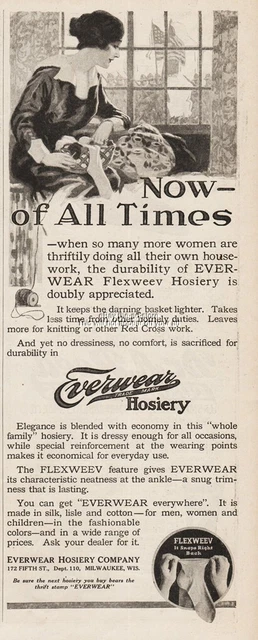 Now—
of All Times
—when so many more women are
thriftily doing all their own house-
work, the durability of EVER-
WEAR Flexweev Hosiery is
doubly appreciated.
It keeps the darning basket lighter. Takes
less time from other homely duties. Leaves
more for knitting or other Red Cross work.
And yet no dressiness, no comfort, is sacrificed for
durability in
Everwear
TRADE MARK
Hosiery
Elegance is blended with economy in this "whole
family" hosiery. It is dressy enough for all occasions,
while special reinforcement at the wearing points
makes it economical for everyday use.
The FLEXWEEV feature gives EVERWEAR
its characteristic neatness at the ankle—a snug trim-
ness that is lasting.
You can get "EVERWEAR everywhere". It is
made in silk, lisle and cotton—for men, women and
children—in the fashionable
colors—and in a wide range of
prices. Ask your dealer for it.
EVERWEAR HOSIERY COMPANY
172 FIFTH ST., Dept. 110, MILWAUKEE, WIS.
Be sure the next hosiery you buy bears the
thrift stamp "EVERWEAR"
FLEXWEEV
It Snaps Right
Back